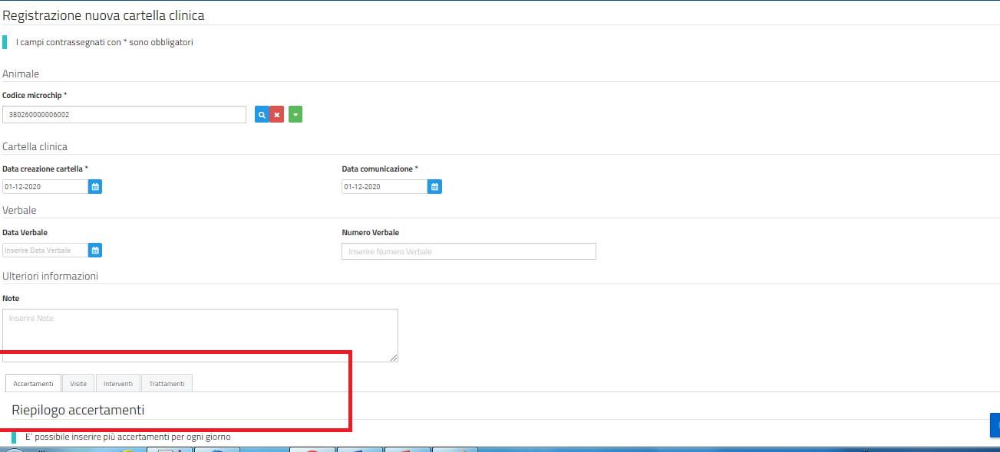 Registrazione nuova cartella clinica
I campi contrassegnati con * sono obbligatori
Animale
Codice microchip *
380260000006002
Cartella clinica
Data creazione cartella *
Data comunicazione *
01-12-2020
01-12-2020
Verbale
Data Verbale
Numero Verbale
Inserire Data Verbale
Inserire Numero Verbale
Ulteriori informazioni
Note
Inserire Note
Accertamenti Visite Interventi Trattamenti
Riepilogo accertamenti
E' possibile inserire più accertamenti per ogni giorno